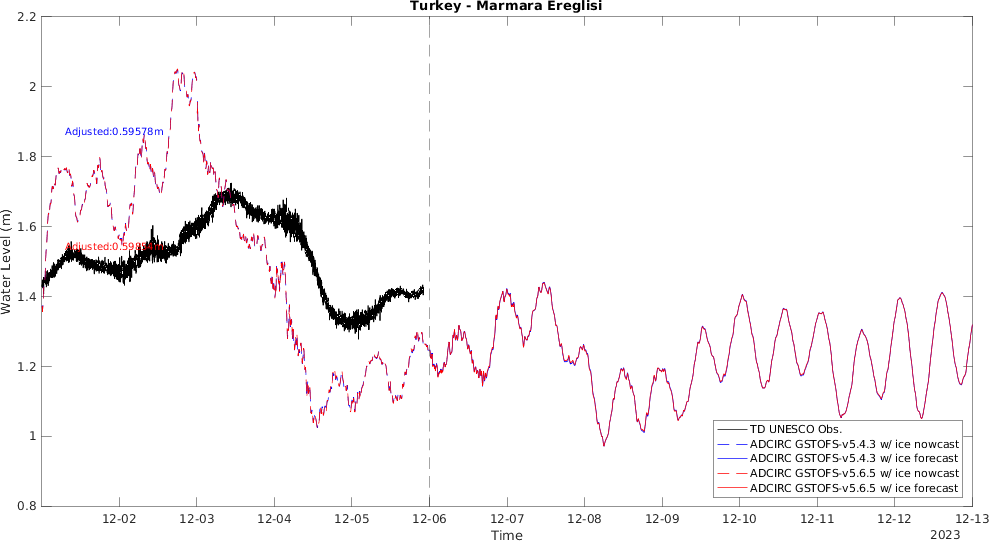 Turkey - Marmara Ereglisi
2.2
2
1.8
1.6
1.4
1.2
1
0.8
Water Level (m)
Adjusted:0.59578m
TD UNESCO Obs.
ADCIRC GSTOFS-v5.4.3 w/ ice nowcast
ADCIRC GSTOFS-v5.4.3 w/ ice forecast
ADCIRC GSTOFS-v5.6.5 w/ ice nowcast
ADCIRC GSTOFS-v5.6.5 w/ ice forecast
12-02 12-03 12-04 12-05 12-06 12-07 12-08 12-09 12-10 12-11 12-12 12-13
Time
2023